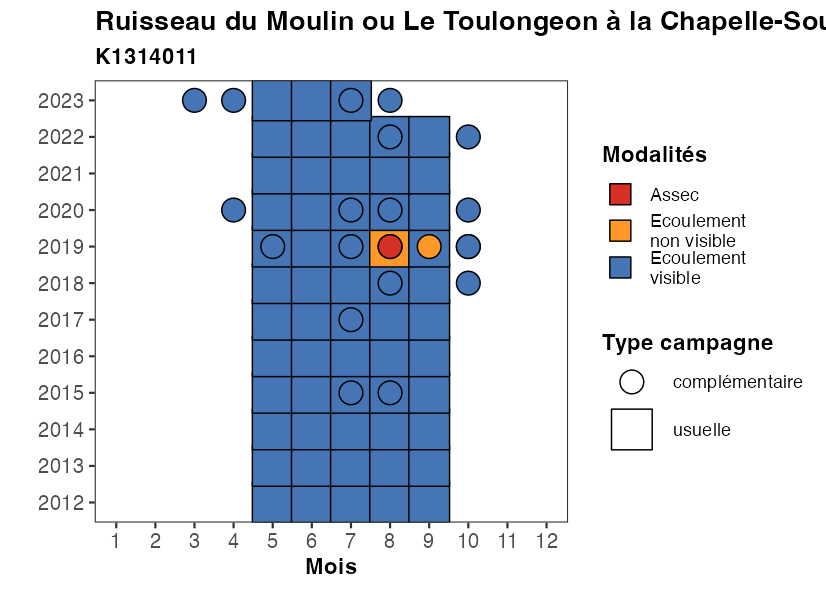 Ruisseau du Moulin ou Le Toulongeon à la Chapelle-Sou
K1314011
2023
2022
2021
2020
2019
2018
2017
2016
2015
2014
2013
2012
1 2 3 4 5 6 7 8 9 10 11 12
Mois
Modalités
Assec
Ecoulement
non visible
Ecoulement
visible
Type campagne
complémentaire
usuelle